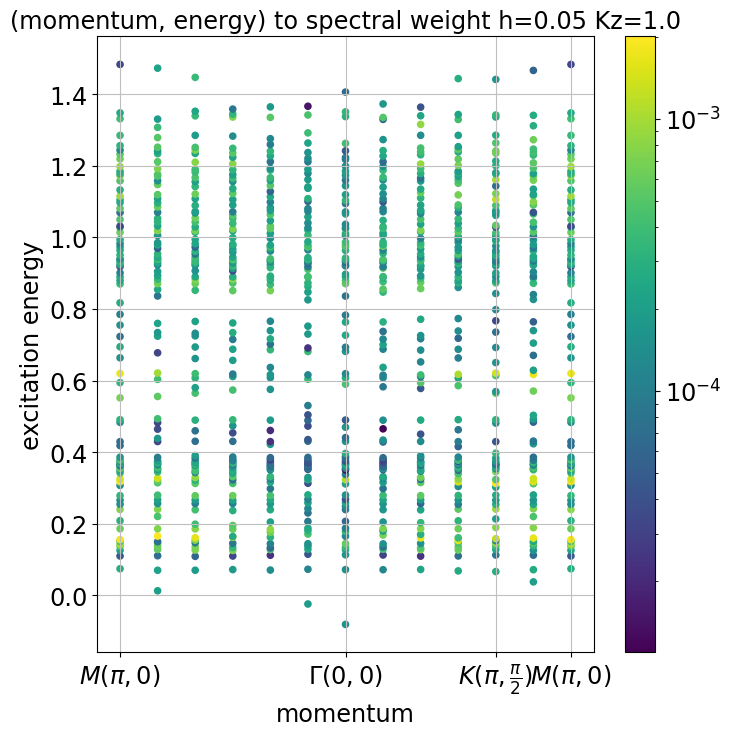 (momentum, energy) to spectral weight h=0.05 Kz=1.0
excitation energy
1.4
1.2
1.0
0.8
0.6
0.4
0.2
0.0
M(π, 0)
Γ(0, 0)
K(π, π/2)
M(π, 0)
momentum
10⁻³
10⁻⁴